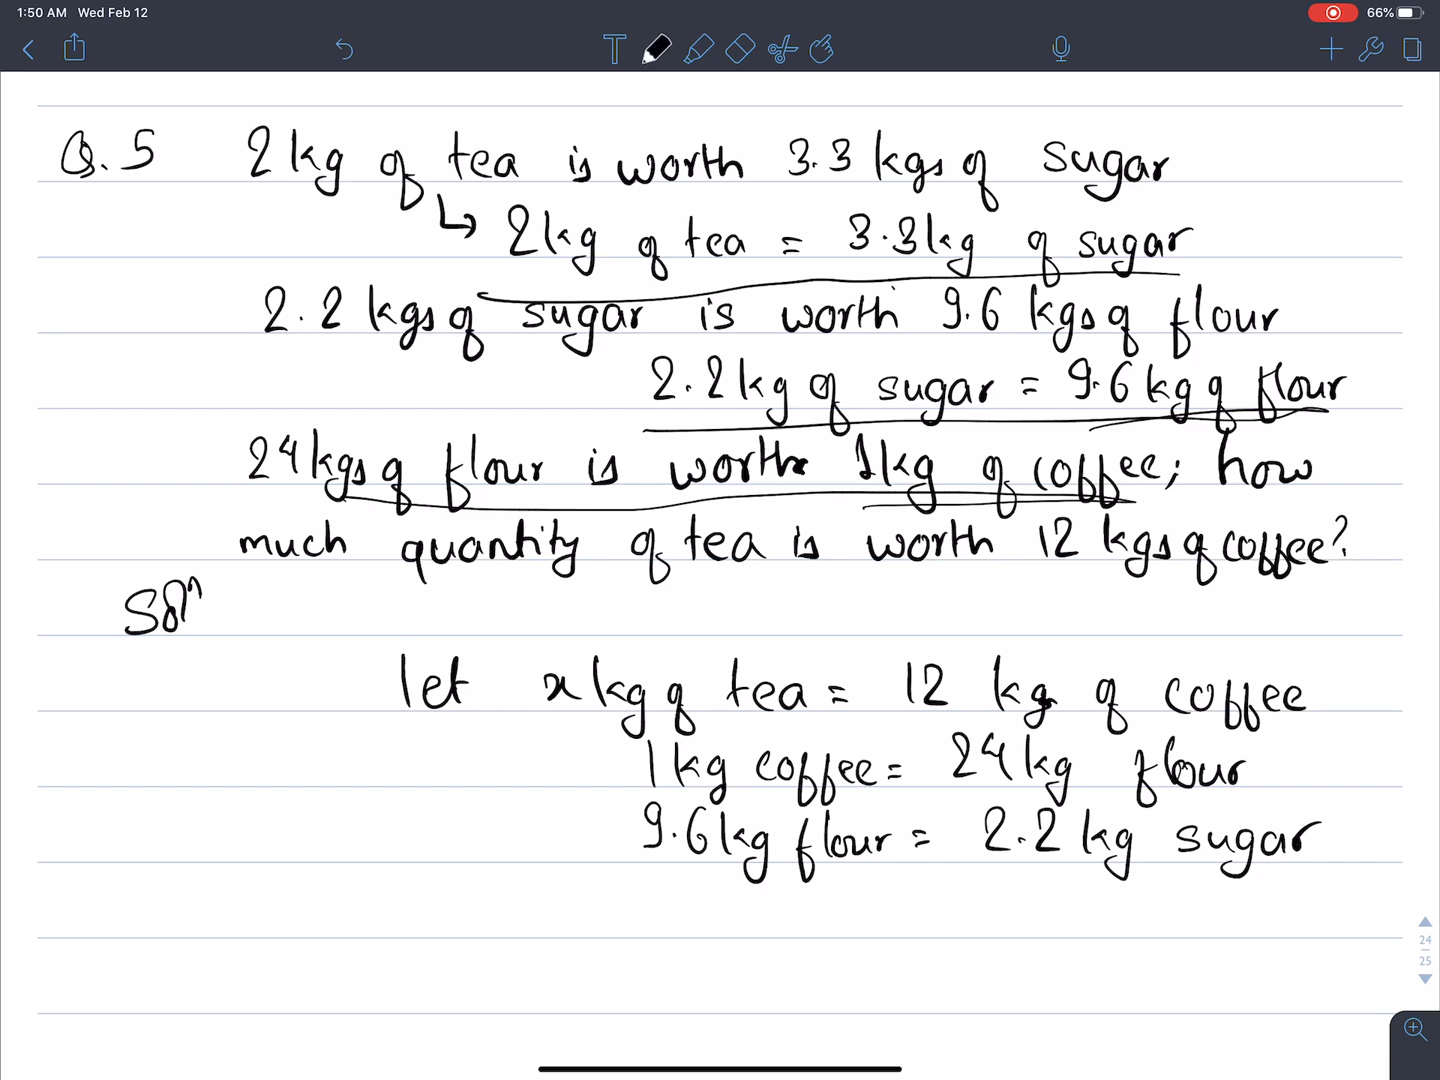 1:50 AM Wed Feb 12
66%
Q. 5 2 kg of tea is worth 3.3 kgs of sugar
↳ 2 kg of tea = 3.3 kg of sugar
2.2 kgs of sugar is worth 9.6 kgs of flour
2.2 kg of sugar = 9.6 kg of flour
24 kgs of flour is worth 1 kg of coffee; how
much quantity of tea is worth 12 kgs of coffee?
Solⁿ
let x kg of tea = 12 kg of coffee
1 kg coffee = 24 kg flour
9.6 kg flour = 2.2 kg sugar
24
25